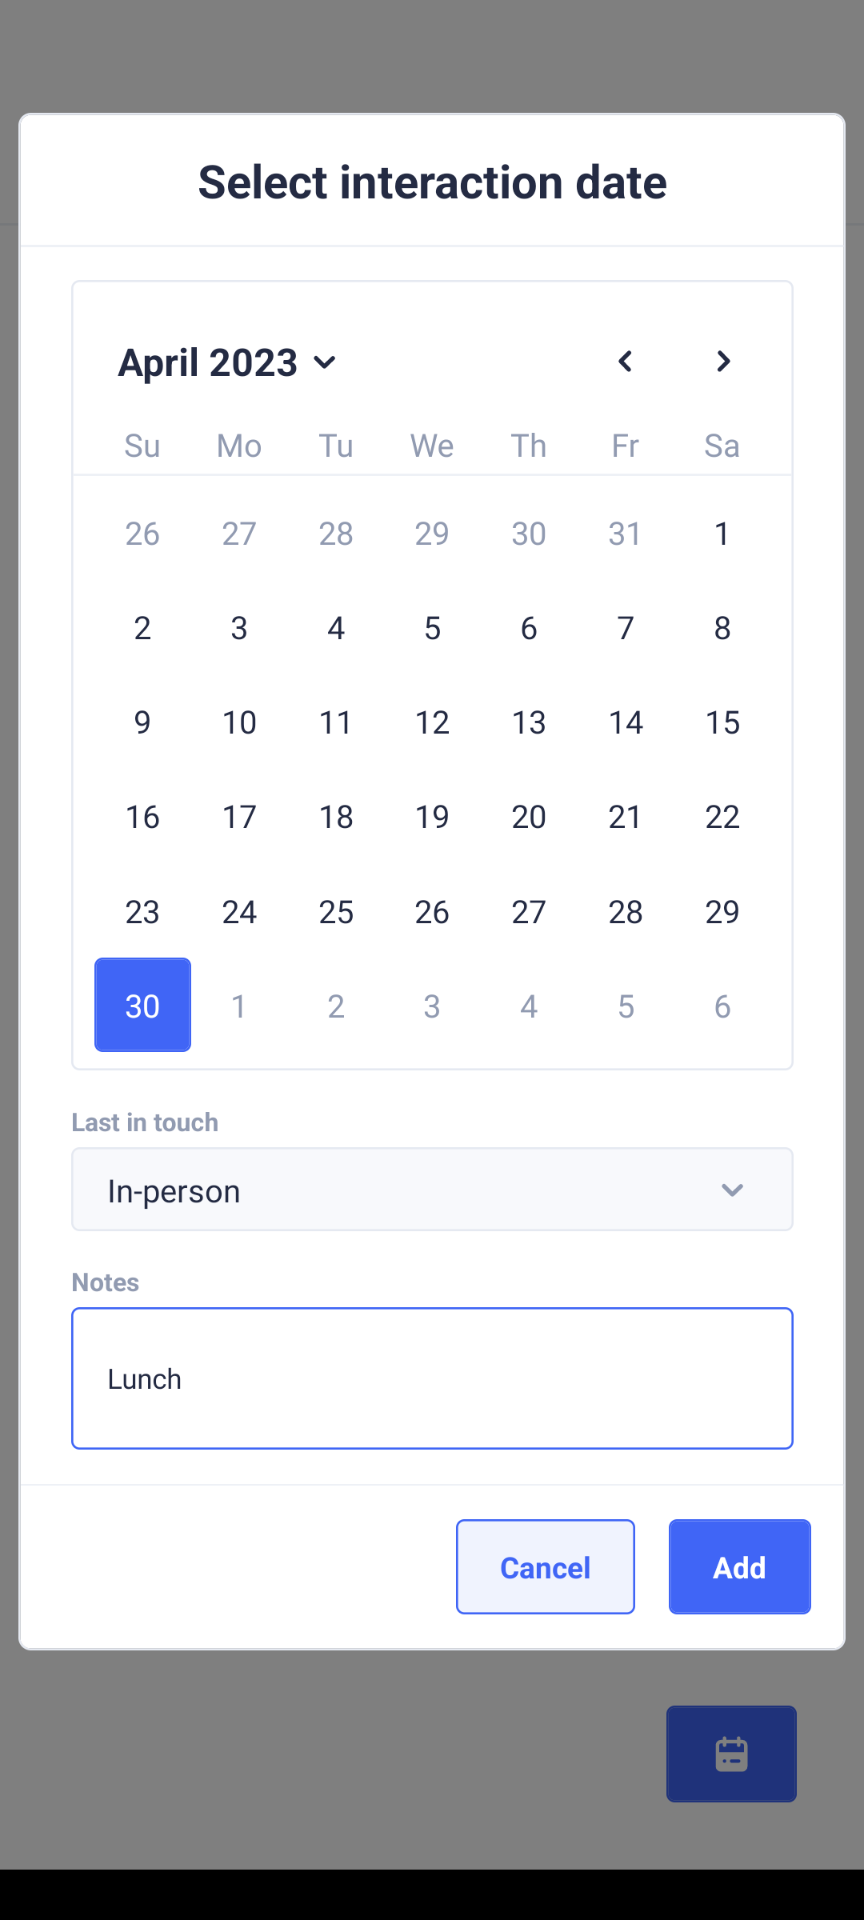 Select interaction date
April 2023
Su Mo Tu We Th Fr Sa
26 27 28 29 30 31 1
2 3 4 5 6 7 8
9 10 11 12 13 14 15
16 17 18 19 20 21 22
23 24 25 26 27 28 29
30 1 2 3 4 5 6
Last in touch
In-person
Notes
Lunch
Cancel Add